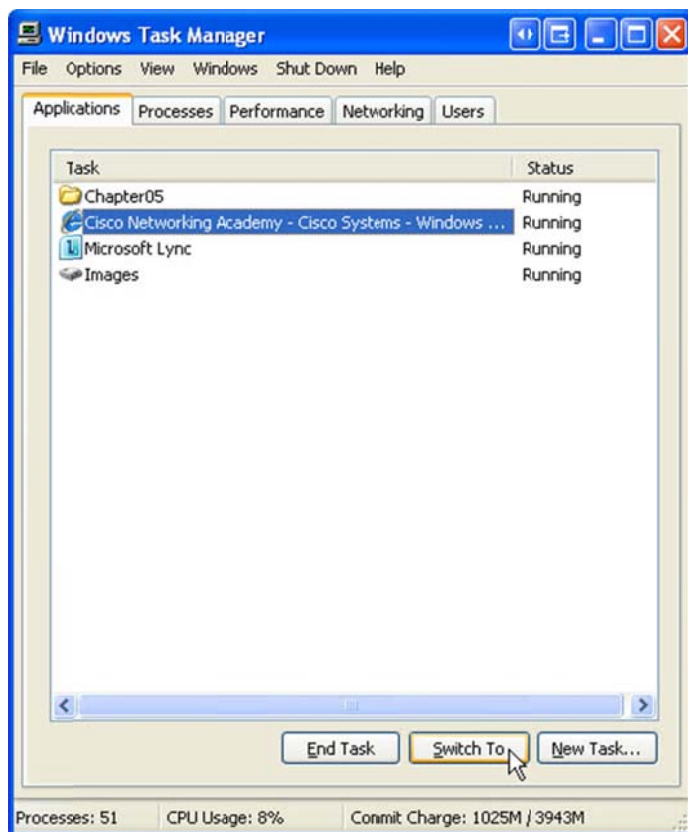 Windows Task Manager
File Options View Windows Shut Down Help
Applications Processes Performance Networking Users
Task Status
Chapter05 Running
Cisco Networking Academy - Cisco Systems - Windows ... Running
Microsoft Lync Running
Images Running
End Task Switch To New Task...
Processes: 51 CPU Usage: 8% Commit Charge: 1025M / 3943M